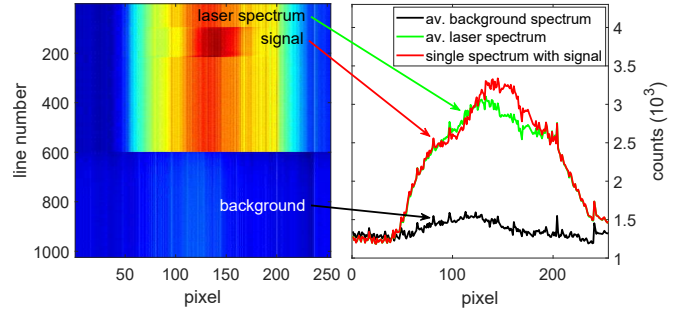 laser spectrum
signal
background
200
400
600
800
1000
line number
50
100
150
200
250
pixel
av. background spectrum
av. laser spectrum
single spectrum with signal
4
3.5
3
2.5
2
1.5
1
counts (10³)
0
100
200
pixel